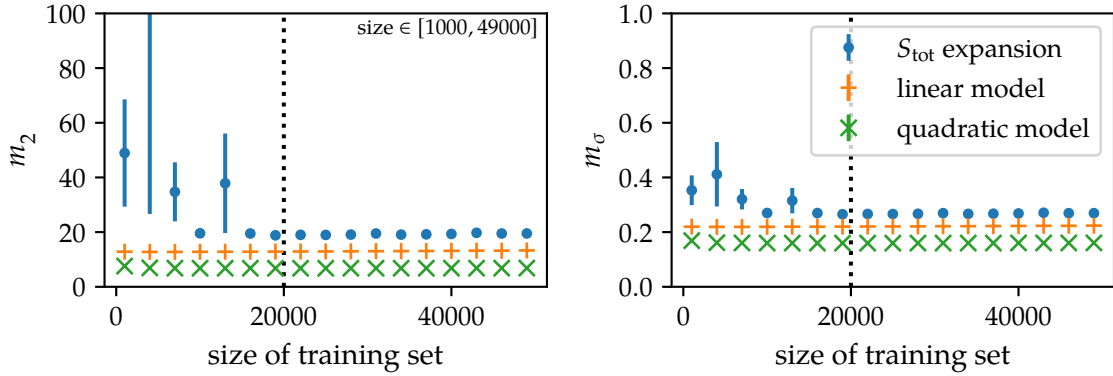 100
80
60
40
20
0
m₂
size ∈ [1000, 49000]
0
20000
40000
size of training set
1.0
0.8
0.6
0.4
0.2
0.0
mσ
S_tot expansion
linear model
quadratic model
0
20000
40000
size of training set